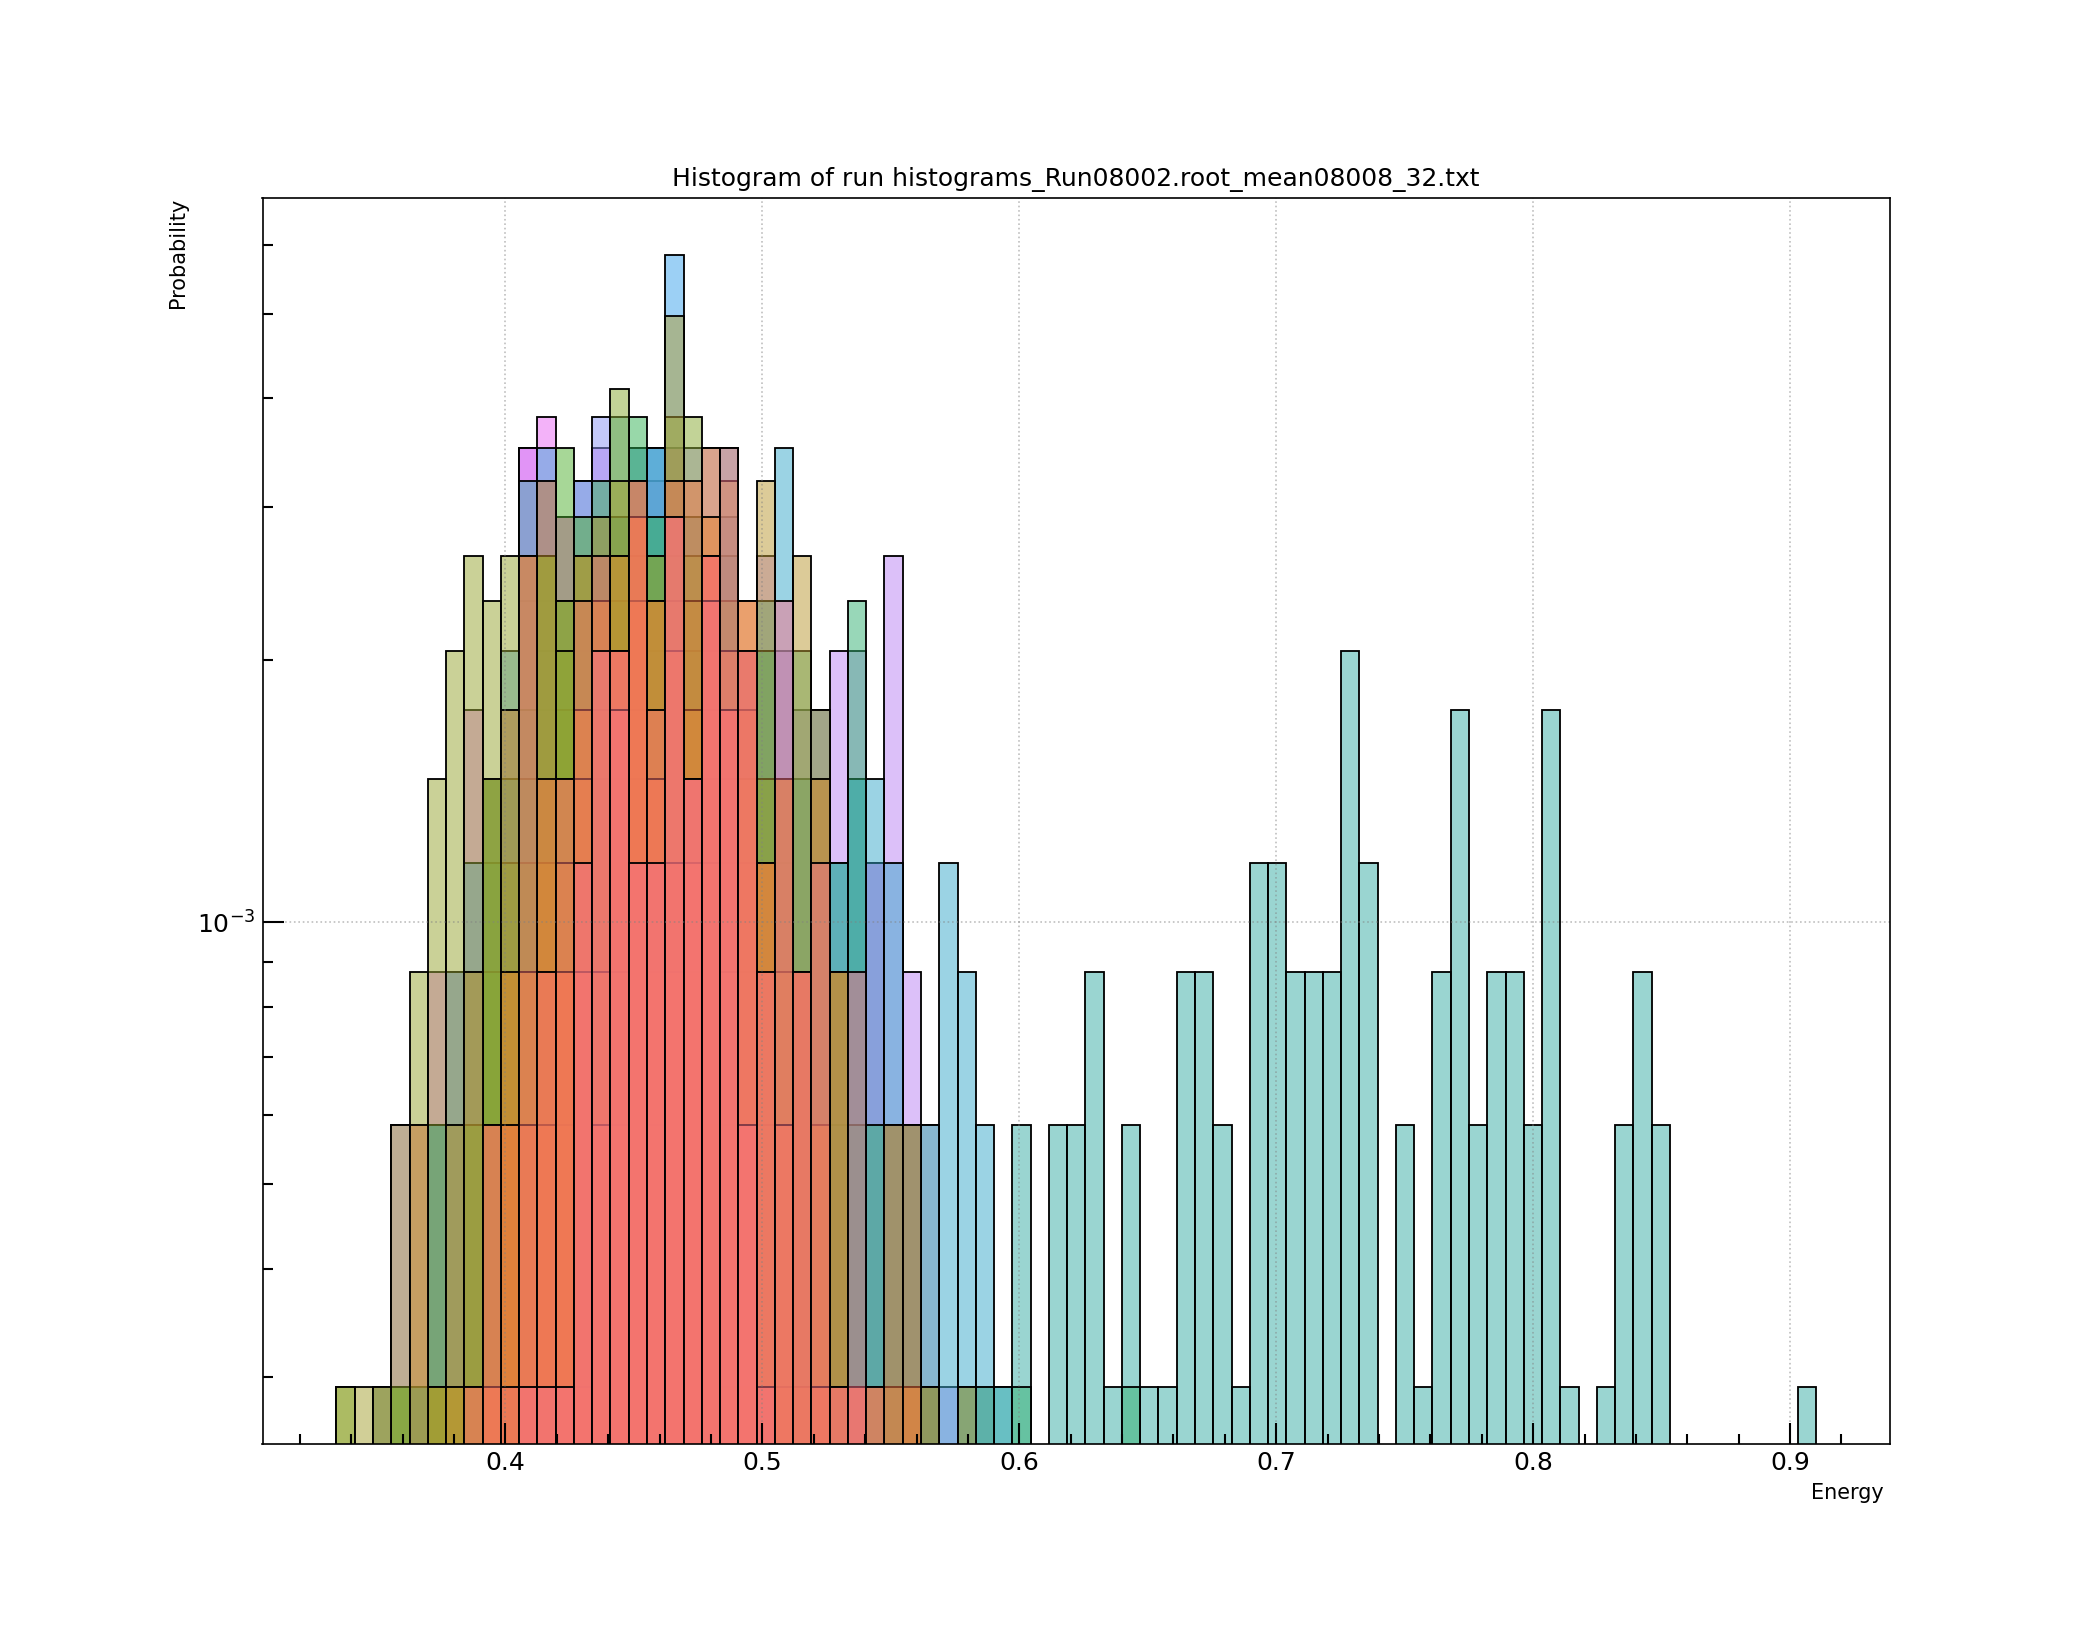 Histogram of run histograms_Run08002.root_mean08008_32.txt
Probability
10⁻³
0.4 0.5 0.6 0.7 0.8 0.9
Energy